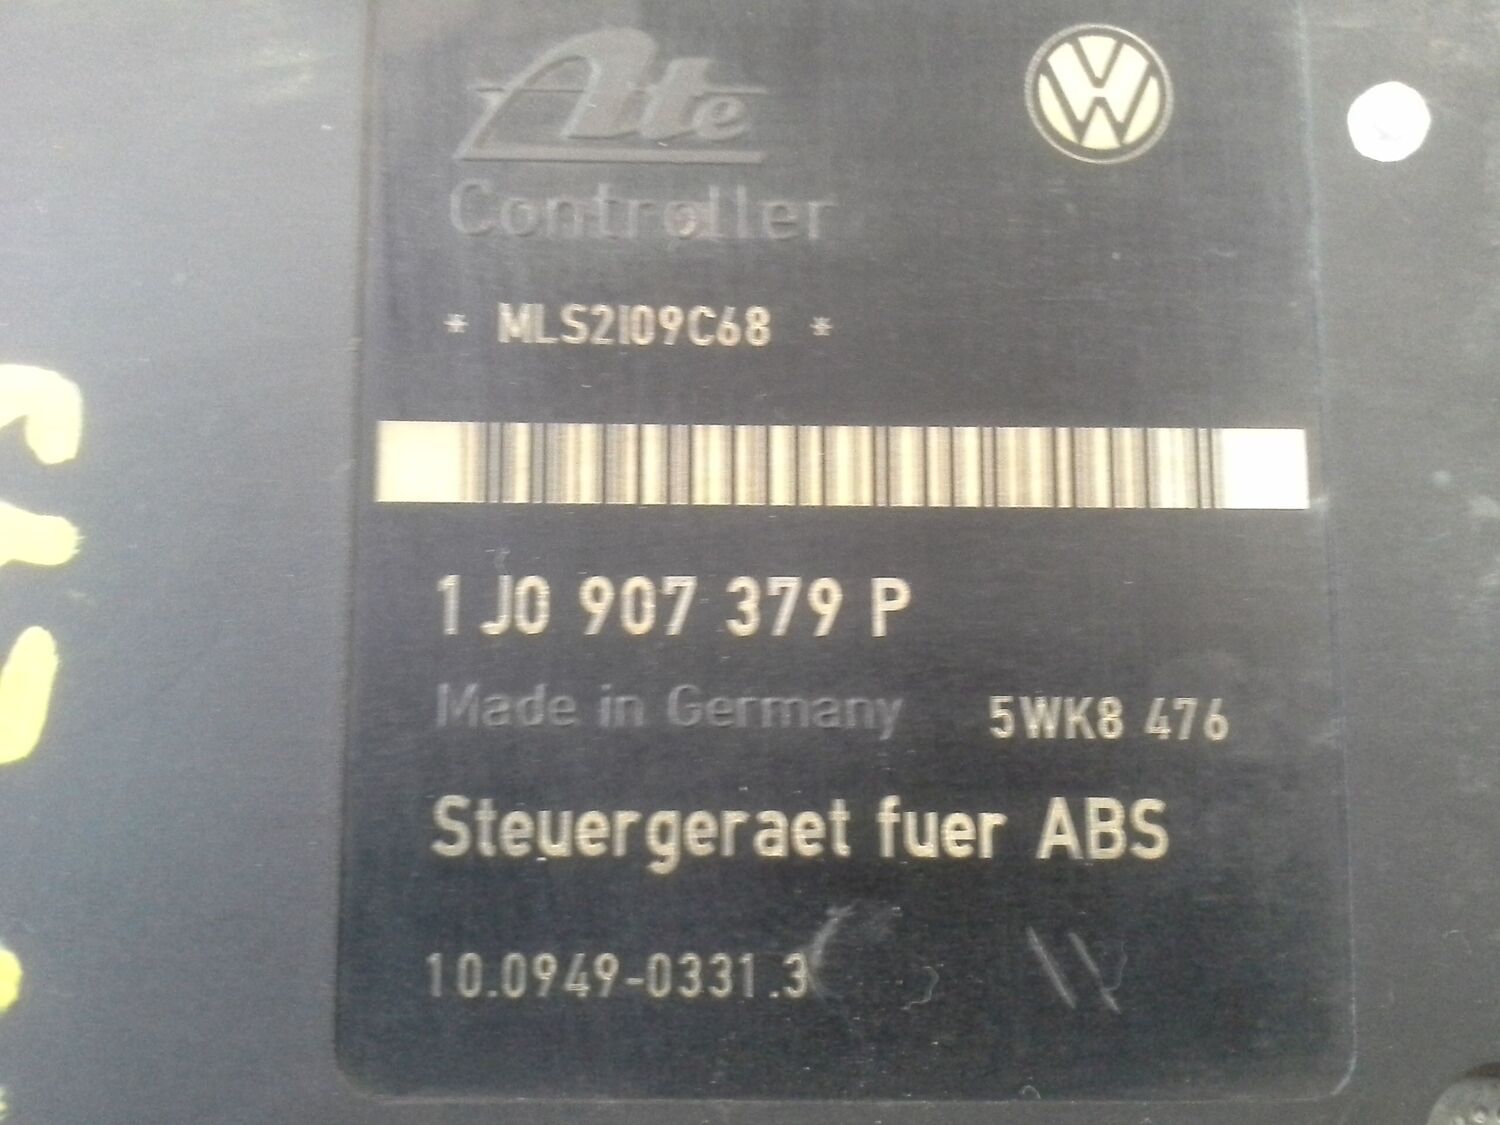 Ate
Controller
* MLS2I09C68 *
1J0 907 379 P
Made in Germany 5WK8 476
Steuergeraet fuer ABS
10.0949-0331.3